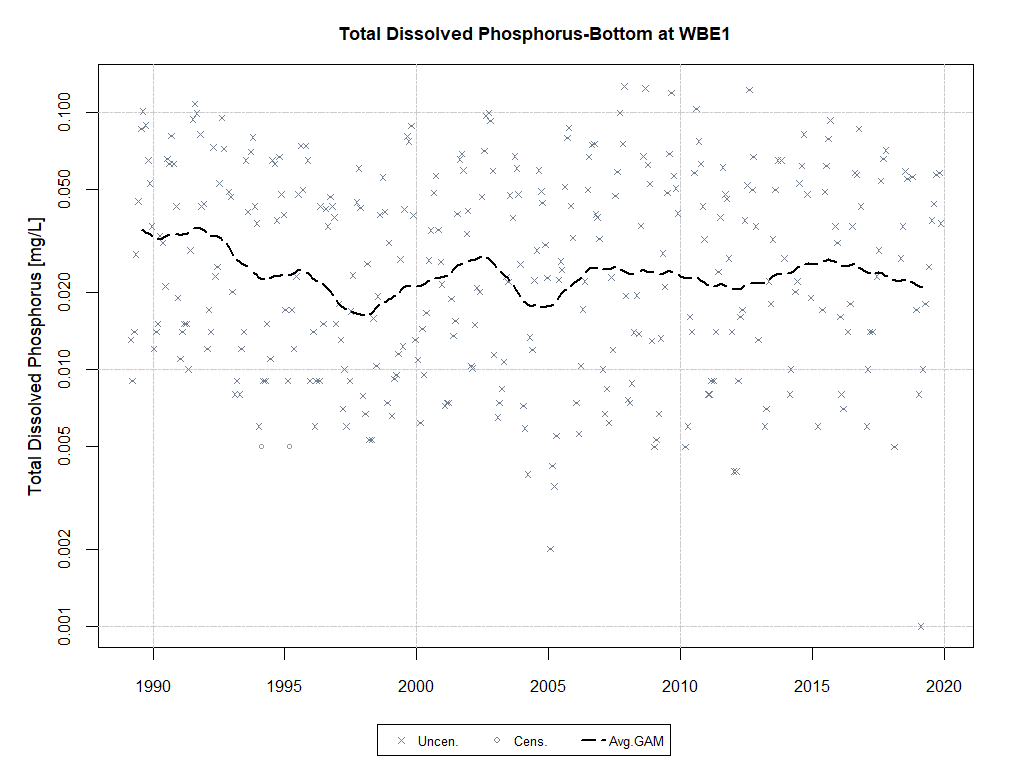 Total Dissolved Phosphorus-Bottom at WBE1
Total Dissolved Phosphorus [mg/L]
0.100
0.050
0.020
0.010
0.005
0.002
0.001
1990 1995 2000 2005 2010 2015 2020
Uncen. Cens. Avg.GAM